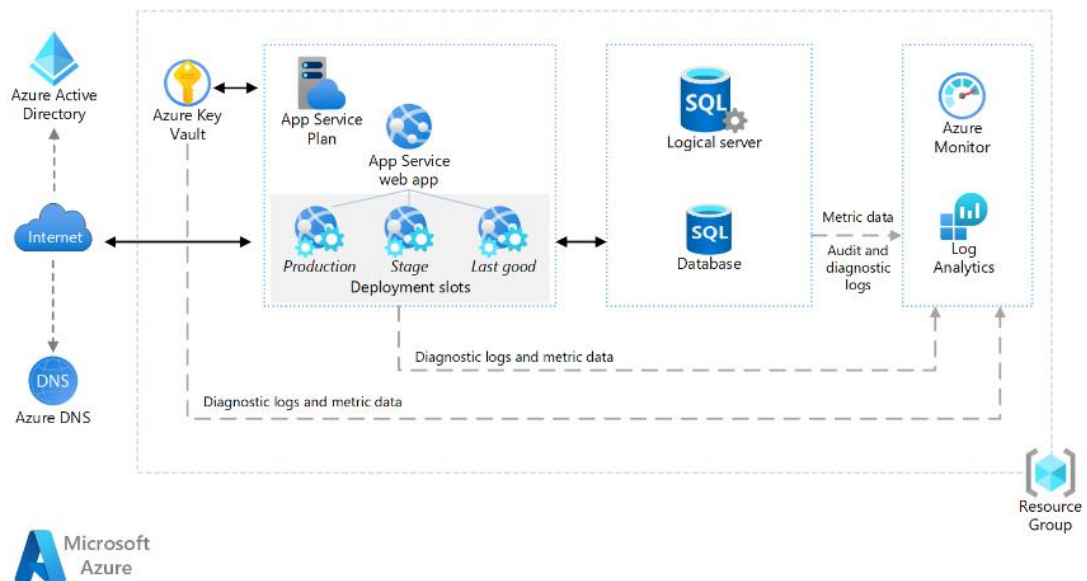 Azure Active
Directory
Internet
DNS
Azure DNS
Azure Key
Vault
App Service
Plan
App Service
web app
Production
Stage
Last good
Deployment slots
SQL
Logical server
SQL
Database
Metric data
Audit and
diagnostic
logs
Azure
Monitor
Log
Analytics
Diagnostic logs and metric data
Diagnostic logs and metric data
Resource
Group
Microsoft
Azure